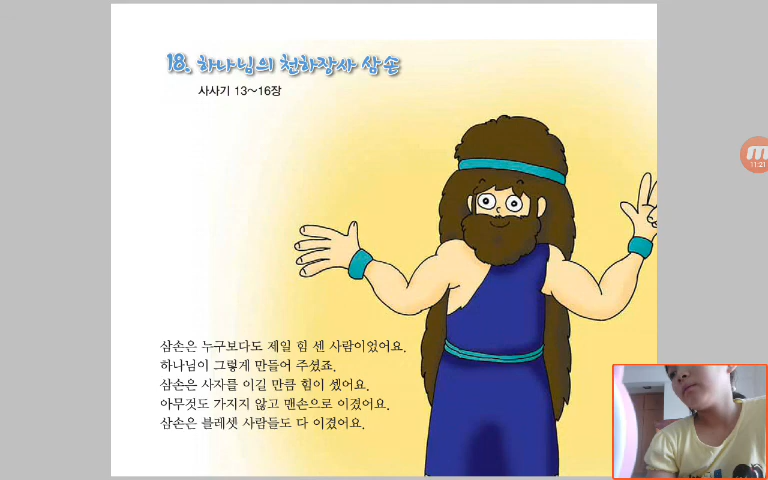 18. 하나님의 천하장사 삼손
사사기 13~16장
삼손은 누구보다도 제일 힘 센 사람이었어요.
하나님이 그렇게 만들어 주셨죠.
삼손은 사자를 이길 만큼 힘이 셌어요.
아무것도 가지지 않고 맨손으로 이겼어요.
삼손은 블레셋 사람들도 다 이겼어요.
11:21